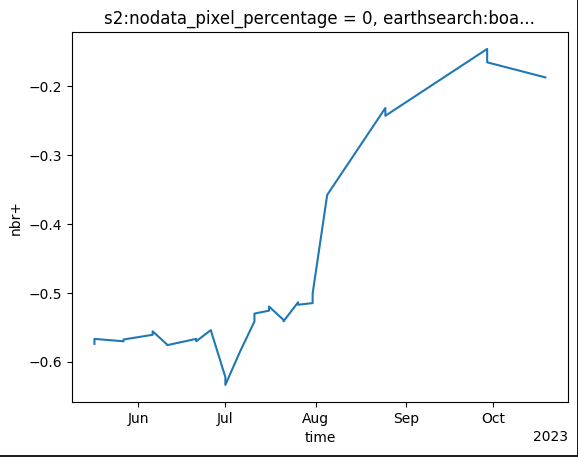 s2:nodata_pixel_percentage = 0, earthsearch:boa...
−0.2
−0.3
−0.4
−0.5
−0.6
nbr+
Jun Jul Aug Sep Oct
time
2023